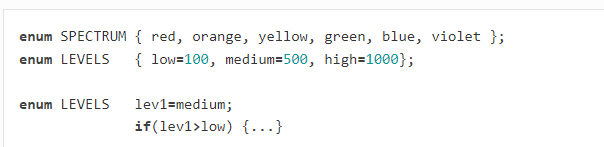 enum SPECTRUM { red, orange, yellow, green, blue, violet };
enum LEVELS   { low=100, medium=500, high=1000};
enum LEVELS   lev1=medium;
if(lev1>low) {...}